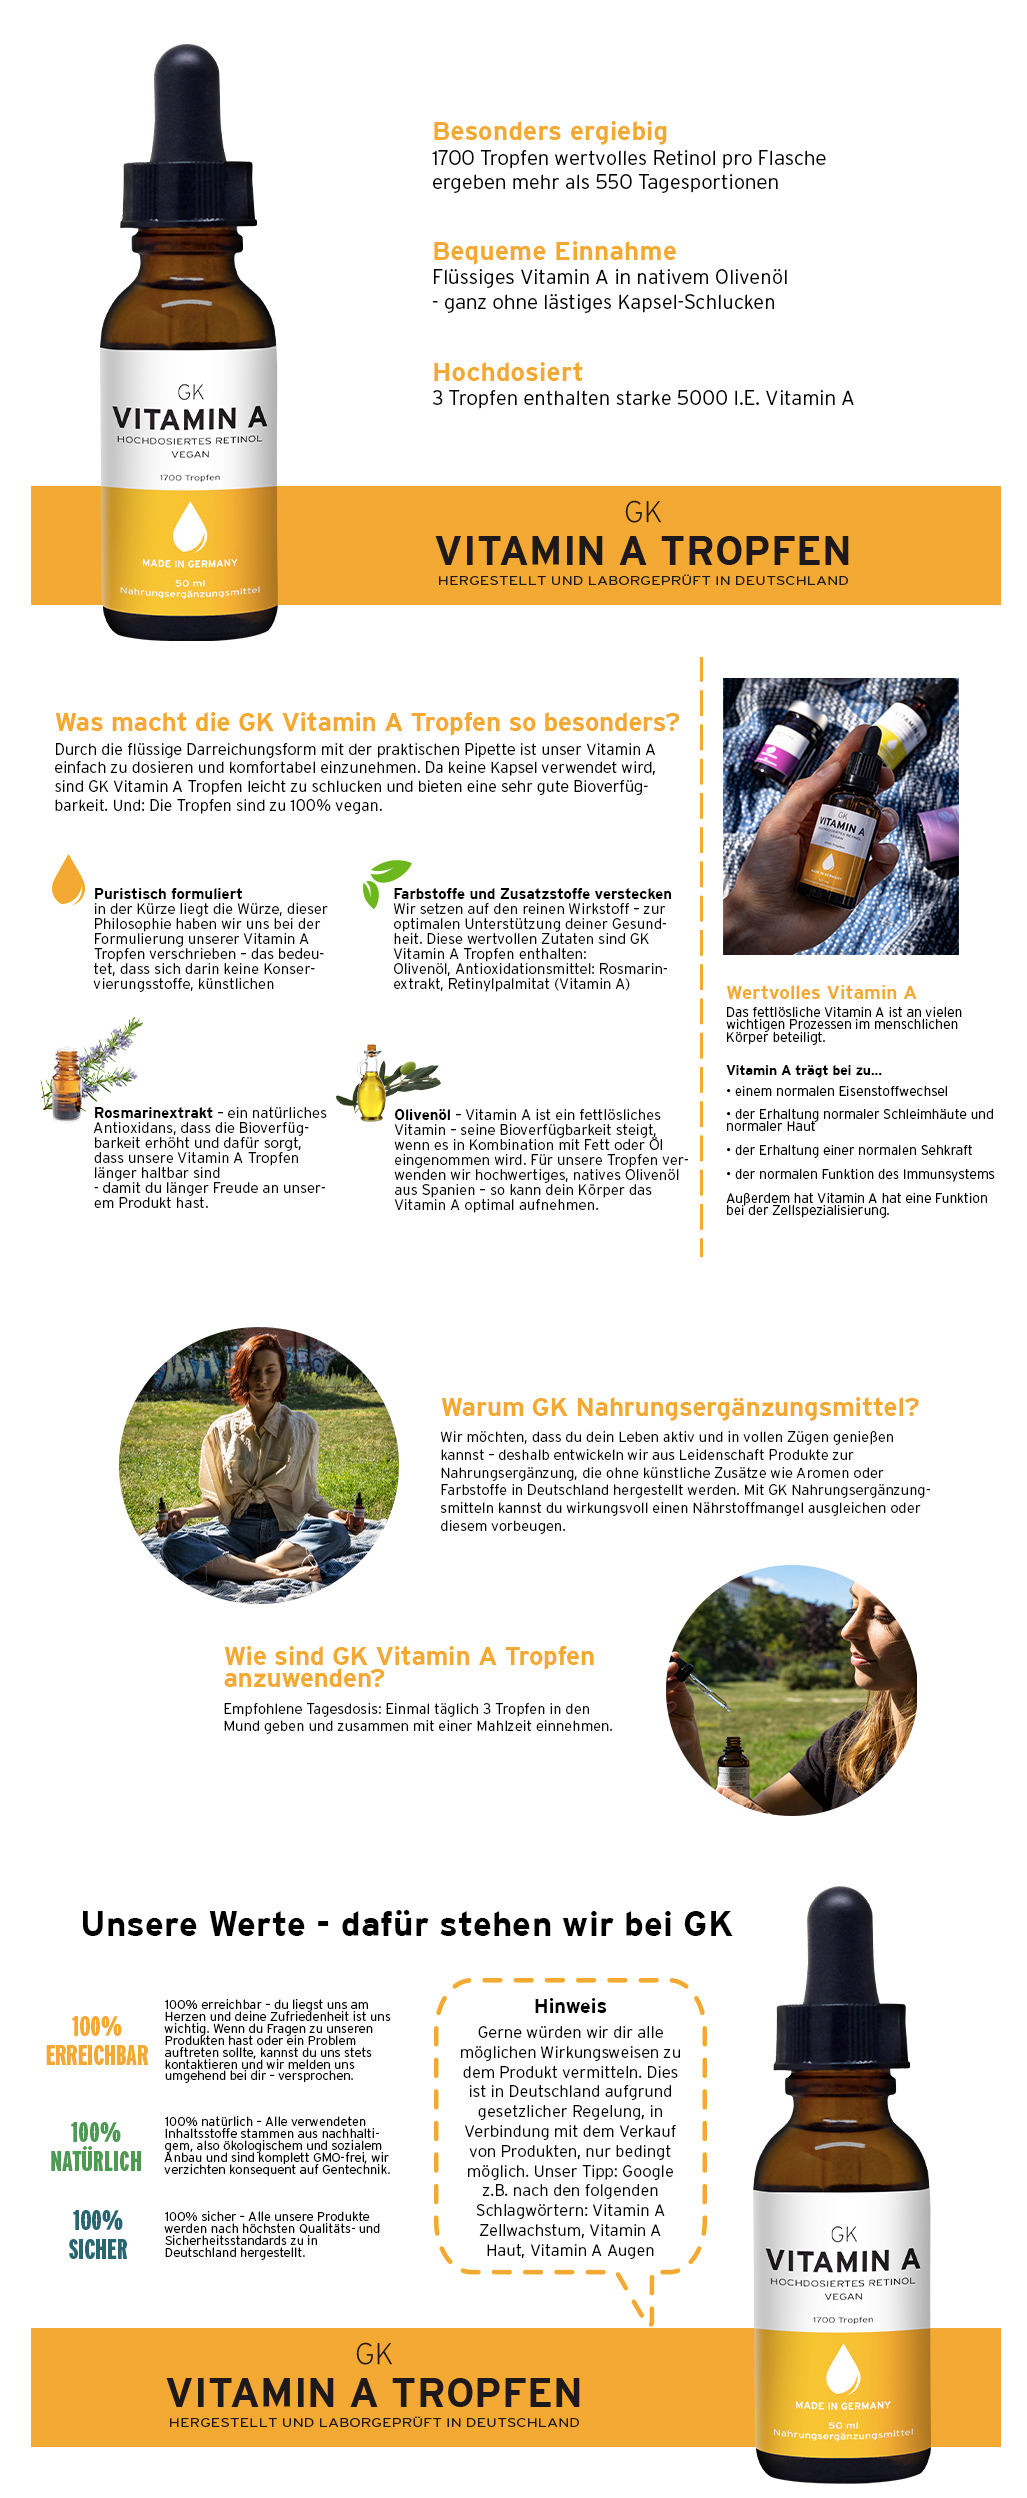 Besonders ergiebig
1700 Tropfen wertvolles Retinol pro Flasche
ergeben mehr als 550 Tagesportionen
Bequeme Einnahme
Flüssiges Vitamin A in nativem Olivenöl
- ganz ohne lästiges Kapsel-Schlucken
Hochdosiert
3 Tropfen enthalten starke 5000 I.E. Vitamin A
GK
VITAMIN A
HOCHDOSIERTES RETINOL
VEGAN
1700 Tropfen
MADE IN GERMANY
50 ml
Nahrungsergänzungsmittel
GK
VITAMIN A TROPFEN
HERGESTELLT UND LABORGEPRÜFT IN DEUTSCHLAND
Was macht die GK Vitamin A Tropfen so besonders?
Durch die flüssige Darreichungsform mit der praktischen Pipette ist unser Vitamin A
einfach zu dosieren und komfortabel einzunehmen. Da keine Kapsel verwendet wird,
sind GK Vitamin A Tropfen leicht zu schlucken und bieten eine sehr gute Bioverfüg-
barkeit. Und: Die Tropfen sind zu 100% vegan.
Puristisch formuliert
in der Kürze liegt die Würze, dieser
Philosophie haben wir uns bei der
Formulierung unserer Vitamin A
Tropfen verschrieben – das bedeu-
tet, dass sich darin keine Konser-
vierungsstoffe, künstlichen
Farbstoffe und Zusatzstoffe verstecken
Wir setzen auf den reinen Wirkstoff – zur
optimalen Unterstützung deiner Gesund-
heit. Diese wertvollen Zutaten sind GK
Vitamin A Tropfen enthalten:
Olivenöl, Antioxidationsmittel: Rosmarin-
extrakt, Retinylpalmitat (Vitamin A)
Rosmarinextrakt – ein natürliches
Antioxidans, dass die Bioverfüg-
barkeit erhöht und dafür sorgt,
dass unsere Vitamin A Tropfen
länger haltbar sind
- damit du länger Freude an unser-
em Produkt hast.
Olivenöl – Vitamin A ist ein fettlösliches
Vitamin – seine Bioverfügbarkeit steigt,
wenn es in Kombination mit Fett oder Öl
eingenommen wird. Für unsere Tropfen ver-
wenden wir hochwertiges, natives Olivenöl
aus Spanien – so kann dein Körper das
Vitamin A optimal aufnehmen.
GK
VITAMIN A
Wertvolles Vitamin A
Das fettlösliche Vitamin A ist an vielen
wichtigen Prozessen im menschlichen
Körper beteiligt.
Vitamin A trägt bei zu...
• einem normalen Eisenstoffwechsel
• der Erhaltung normaler Schleimhäute und
normaler Haut
• der Erhaltung einer normalen Sehkraft
• der normalen Funktion des Immunsystems
Außerdem hat Vitamin A hat eine Funktion
bei der Zellspezialisierung.
Warum GK Nahrungsergänzungsmittel?
Wir möchten, dass du dein Leben aktiv und in vollen Zügen genießen
kannst – deshalb entwickeln wir aus Leidenschaft Produkte zur
Nahrungsergänzung, die ohne künstliche Zusätze wie Aromen oder
Farbstoffe in Deutschland hergestellt werden. Mit GK Nahrungsergänzung-
smitteln kannst du wirkungsvoll einen Nährstoffmangel ausgleichen oder
diesem vorbeugen.
Wie sind GK Vitamin A Tropfen
anzuwenden?
Empfohlene Tagesdosis: Einmal täglich 3 Tropfen in den
Mund geben und zusammen mit einer Mahlzeit einnehmen.
Unsere Werte - dafür stehen wir bei GK
100%
ERREICHBAR
100% erreichbar – du liegst uns am
Herzen und deine Zufriedenheit ist uns
wichtig. Wenn du Fragen zu unseren
Produkten hast oder ein Problem
auftreten sollte, kannst du uns stets
kontaktieren und wir melden uns
umgehend bei dir – versprochen.
100%
NATÜRLICH
100% natürlich – Alle verwendeten
Inhaltsstoffe stammen aus nachhalti-
gem, also ökologischem und sozialem
Anbau und sind komplett GMO-frei, wir
verzichten konsequent auf Gentechnik.
100%
SICHER
100% sicher – Alle unsere Produkte
werden nach höchsten Qualitäts- und
Sicherheitsstandards zu in
Deutschland hergestellt.
Hinweis
Gerne würden wir dir alle
möglichen Wirkungsweisen zu
dem Produkt vermitteln. Dies
ist in Deutschland aufgrund
gesetzlicher Regelung, in
Verbindung mit dem Verkauf
von Produkten, nur bedingt
möglich. Unser Tipp: Google
z.B. nach den folgenden
Schlagwörtern: Vitamin A
Zellwachstum, Vitamin A
Haut, Vitamin A Augen
GK
VITAMIN A
HOCHDOSIERTES RETINOL
VEGAN
1700 Tropfen
MADE IN GERMANY
50 ml
Nahrungsergänzungsmittel
GK
VITAMIN A TROPFEN
HERGESTELLT UND LABORGEPRÜFT IN DEUTSCHLAND